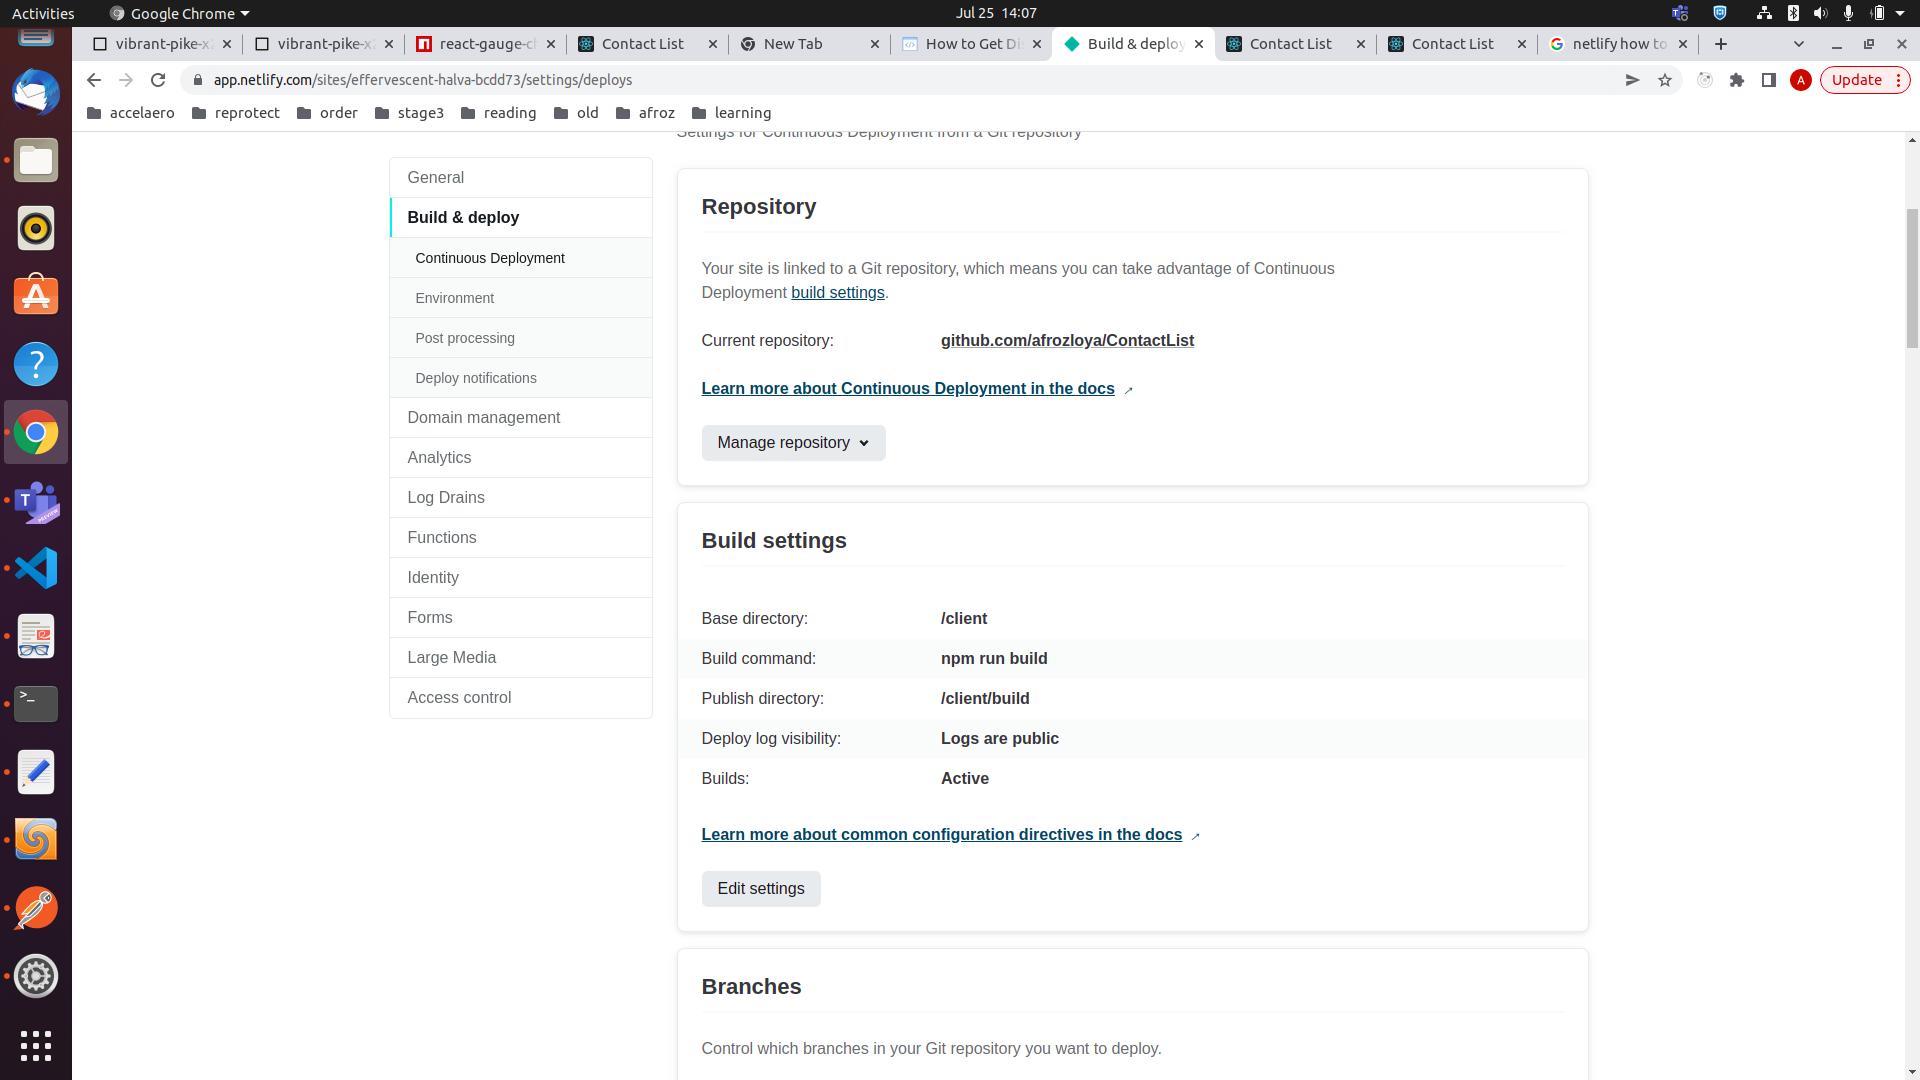 Activities
Google Chrome
Jul 25 14:07
vibrant-pike-x
vibrant-pike-x
react-gauge-ch
Contact List
New Tab
How to Get Di
Build & deploy
Contact List
Contact List
netlify how to
app.netlify.com/sites/effervescent-halva-bcdd73/settings/deploys
A
Update
accelaero
reprotect
order
stage3
reading
old
afroz
learning
Settings for Continuous Deployment from a Git repository
General
Build & deploy
Continuous Deployment
Environment
Post processing
Deploy notifications
Domain management
Analytics
Log Drains
Functions
Identity
Forms
Large Media
Access control
Repository
Your site is linked to a Git repository, which means you can take advantage of Continuous
Deployment build settings.
Current repository: github.com/afrozloya/ContactList
Learn more about Continuous Deployment in the docs
Manage repository
Build settings
Base directory: /client
Build command: npm run build
Publish directory: /client/build
Deploy log visibility: Logs are public
Builds: Active
Learn more about common configuration directives in the docs
Edit settings
Branches
Control which branches in your Git repository you want to deploy.